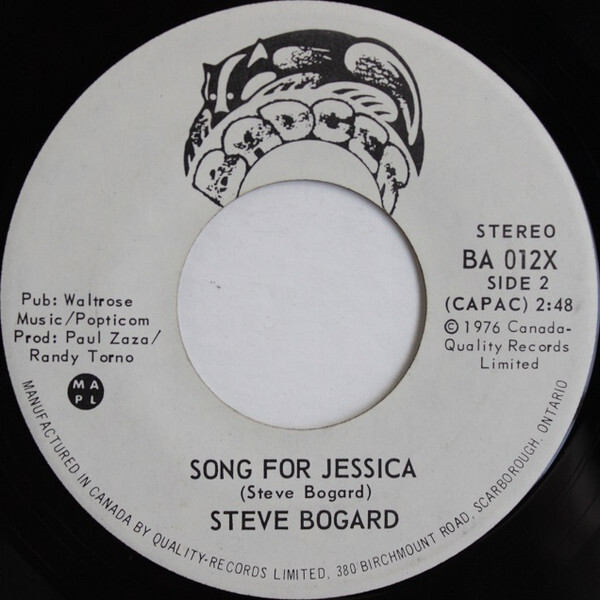 STEREO
BA 012X
SIDE 2
(CAPAC) 2:48
© 1976 Canada-
Quality Records
Limited
Pub: Waltrose
Music/Popticom
Prod: Paul Zaza/
Randy Torno
M A
P L
SONG FOR JESSICA
(Steve Bogard)
STEVE BOGARD
MANUFACTURED IN CANADA BY QUALITY-RECORDS LIMITED, 380 BIRCHMOUNT ROAD, SCARBOROUGH, ONTARIO